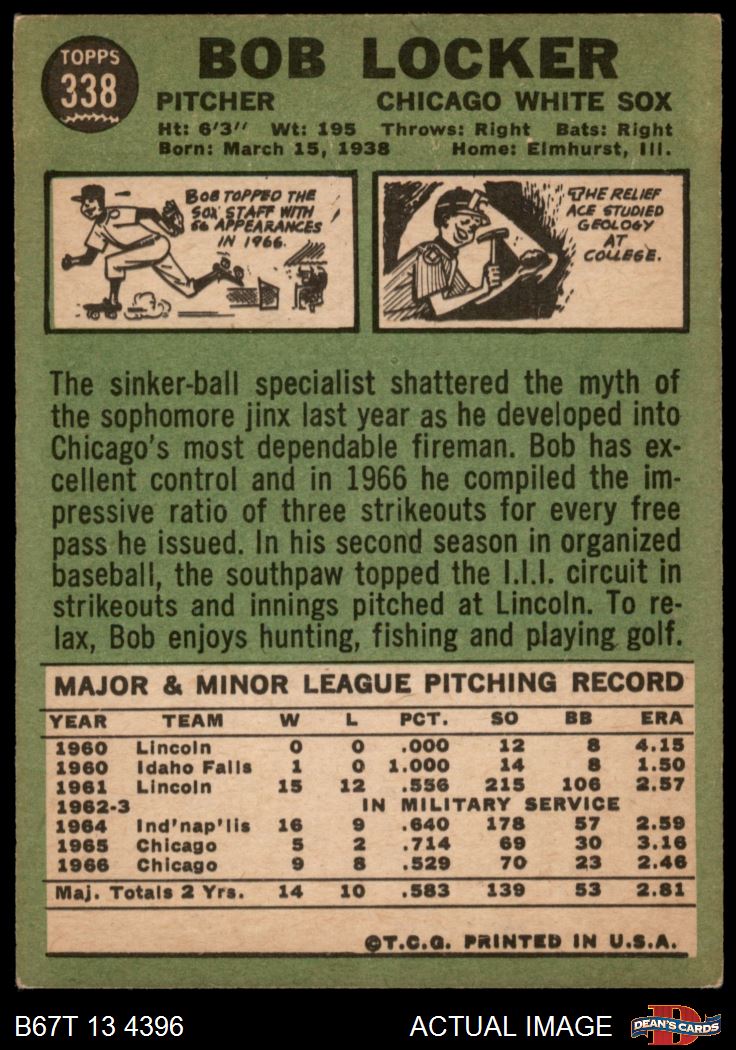 TOPPS
338
BOB LOCKER
PITCHER CHICAGO WHITE SOX
Ht: 6'3" Wt: 195 Throws: Right Bats: Right
Born: March 15, 1938 Home: Elmhurst, Ill.
BOB TOPPED THE
SOX STAFF WITH
56 APPEARANCES
IN 1966.
THE RELIEF
ACE STUDIED
GEOLOGY
AT
COLLEGE.
The sinker-ball specialist shattered the myth of
the sophomore jinx last year as he developed into
Chicago's most dependable fireman. Bob has ex-
cellent control and in 1966 he compiled the im-
pressive ratio of three strikeouts for every free
pass he issued. In his second season in organized
baseball, the southpaw topped the I.I.I. circuit in
strikeouts and innings pitched at Lincoln. To re-
lax, Bob enjoys hunting, fishing and playing golf.
MAJOR & MINOR LEAGUE PITCHING RECORD
YEAR TEAM W L PCT. SO BB ERA
1960 Lincoln 0 0 .000 12 8 4.15
1960 Idaho Falls 1 0 1.000 14 8 1.50
1961 Lincoln 15 12 .556 215 106 2.57
1962-3 IN MILITARY SERVICE
1964 Ind'nap'lis 16 9 .640 178 57 2.59
1965 Chicago 5 2 .714 69 30 3.16
1966 Chicago 9 8 .529 70 23 2.46
Maj. Totals 2 Yrs. 14 10 .583 139 53 2.81
©T.C.G. PRINTED IN U.S.A.
B67T 13 4396 ACTUAL IMAGE
D
DEAN'S CARDS